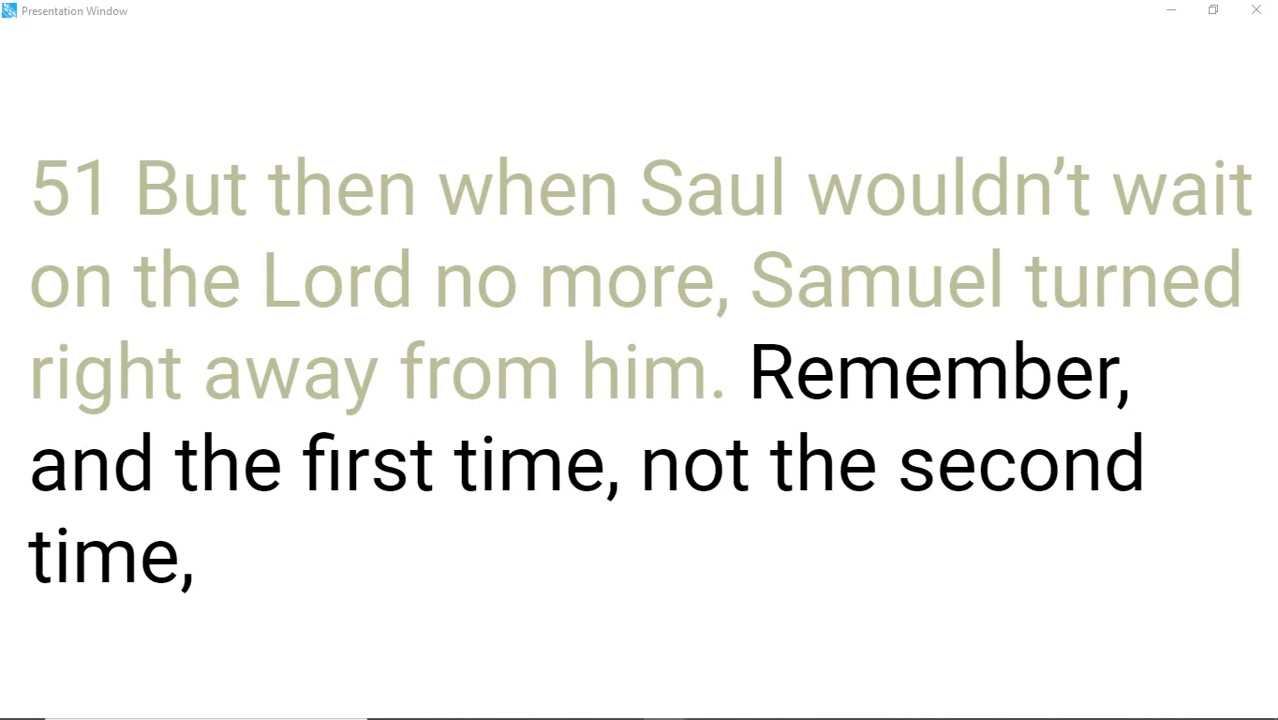 Presentation Window
51 But then when Saul wouldn’t wait
on the Lord no more, Samuel turned
right away from him. Remember,
and the first time, not the second
time,